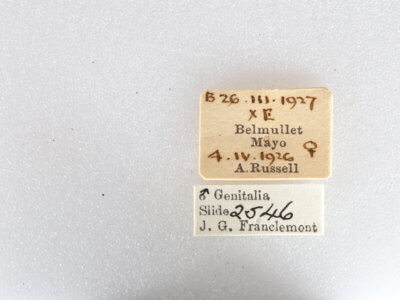 B 26.III.1927
X E
Belmullet
Mayo
4.IV.1926 ♀
A. Russell
♂ Genitalia
Slide 2546
J. G. Franclemont